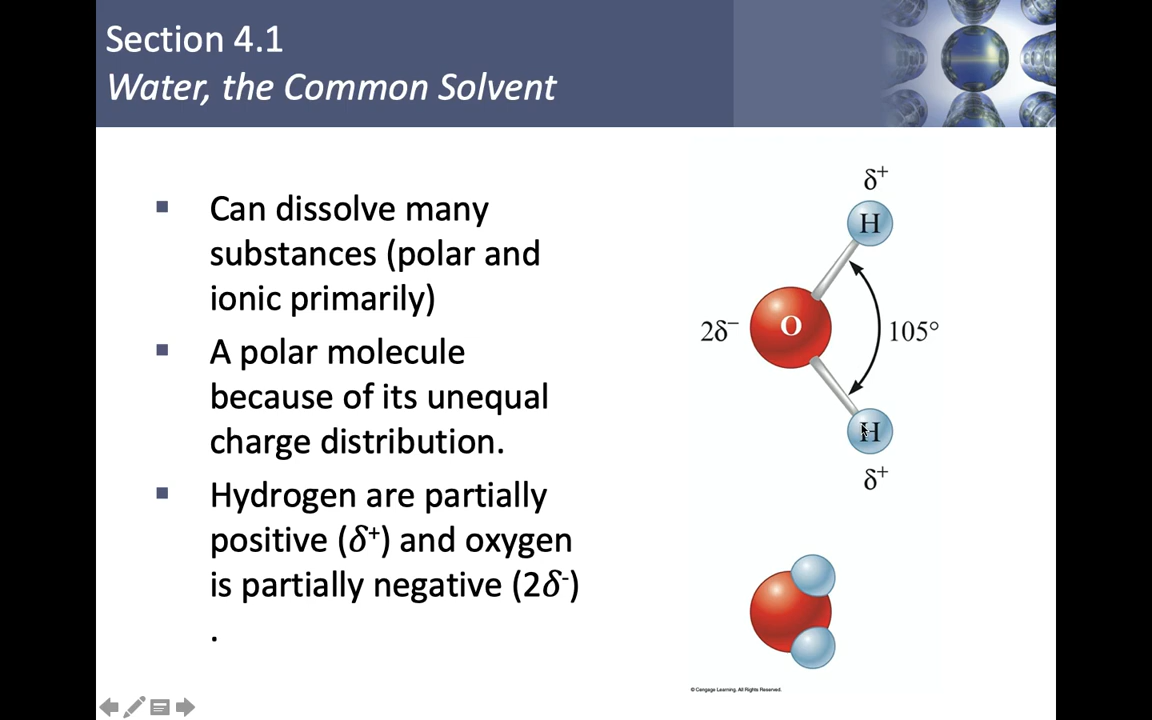 Section 4.1
Water, the Common Solvent
Can dissolve many
substances (polar and
ionic primarily)
A polar molecule
because of its unequal
charge distribution.
Hydrogen are partially
positive (δ⁺) and oxygen
is partially negative (2δ⁻)
.
δ⁺
H
O
2δ⁻
105°
H
δ⁺
© Cengage Learning. All Rights Reserved.